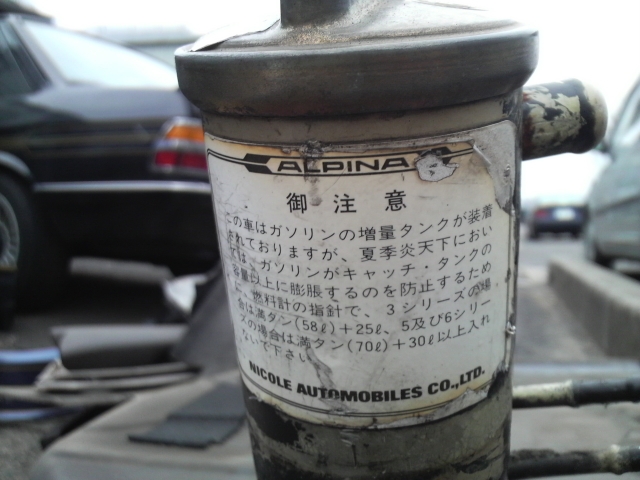 ALPINA
御注意
この車はガソリンの増量タンクが装着
されておりますが、夏季炎天下におい
ては、ガソリンがキャッチ・タンクの
容量以上に膨脹するのを防止するため
燃料計の指針で、3シリーズの場
合は満タン(58ℓ)+25ℓ、5及び6シリー
ズの場合は満タン(70ℓ)+30ℓ以上入れ
ないで下さい
NICOLE AUTOMOBILES CO.,LTD.